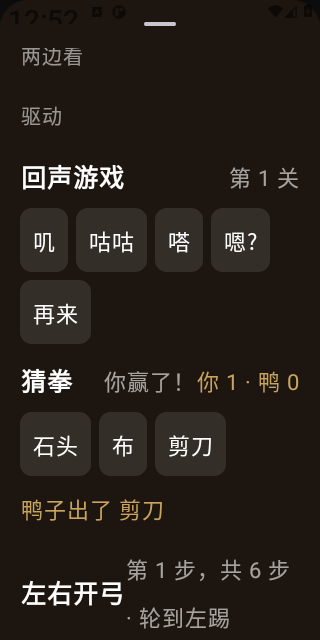 12:52
两边看
驱动
回声游戏 第 1 关
叽 咕咕 嗒 嗯?
再来
猜拳 你赢了! 你 1 · 鸭 0
石头 布 剪刀
鸭子出了 剪刀
左右开弓 第 1 步，共 6 步
· 轮到左踢